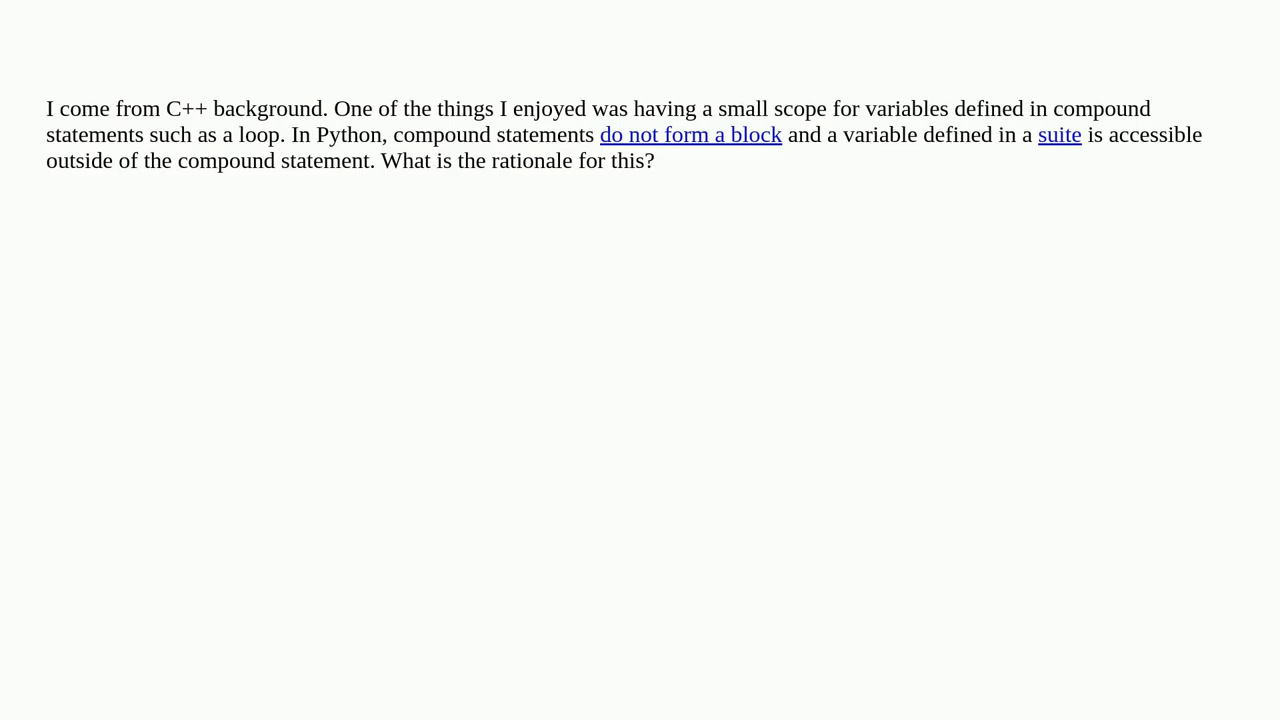 I come from C++ background. One of the things I enjoyed was having a small scope for variables defined in compound
statements such as a loop. In Python, compound statements do not form a block and a variable defined in a suite is accessible
outside of the compound statement. What is the rationale for this?